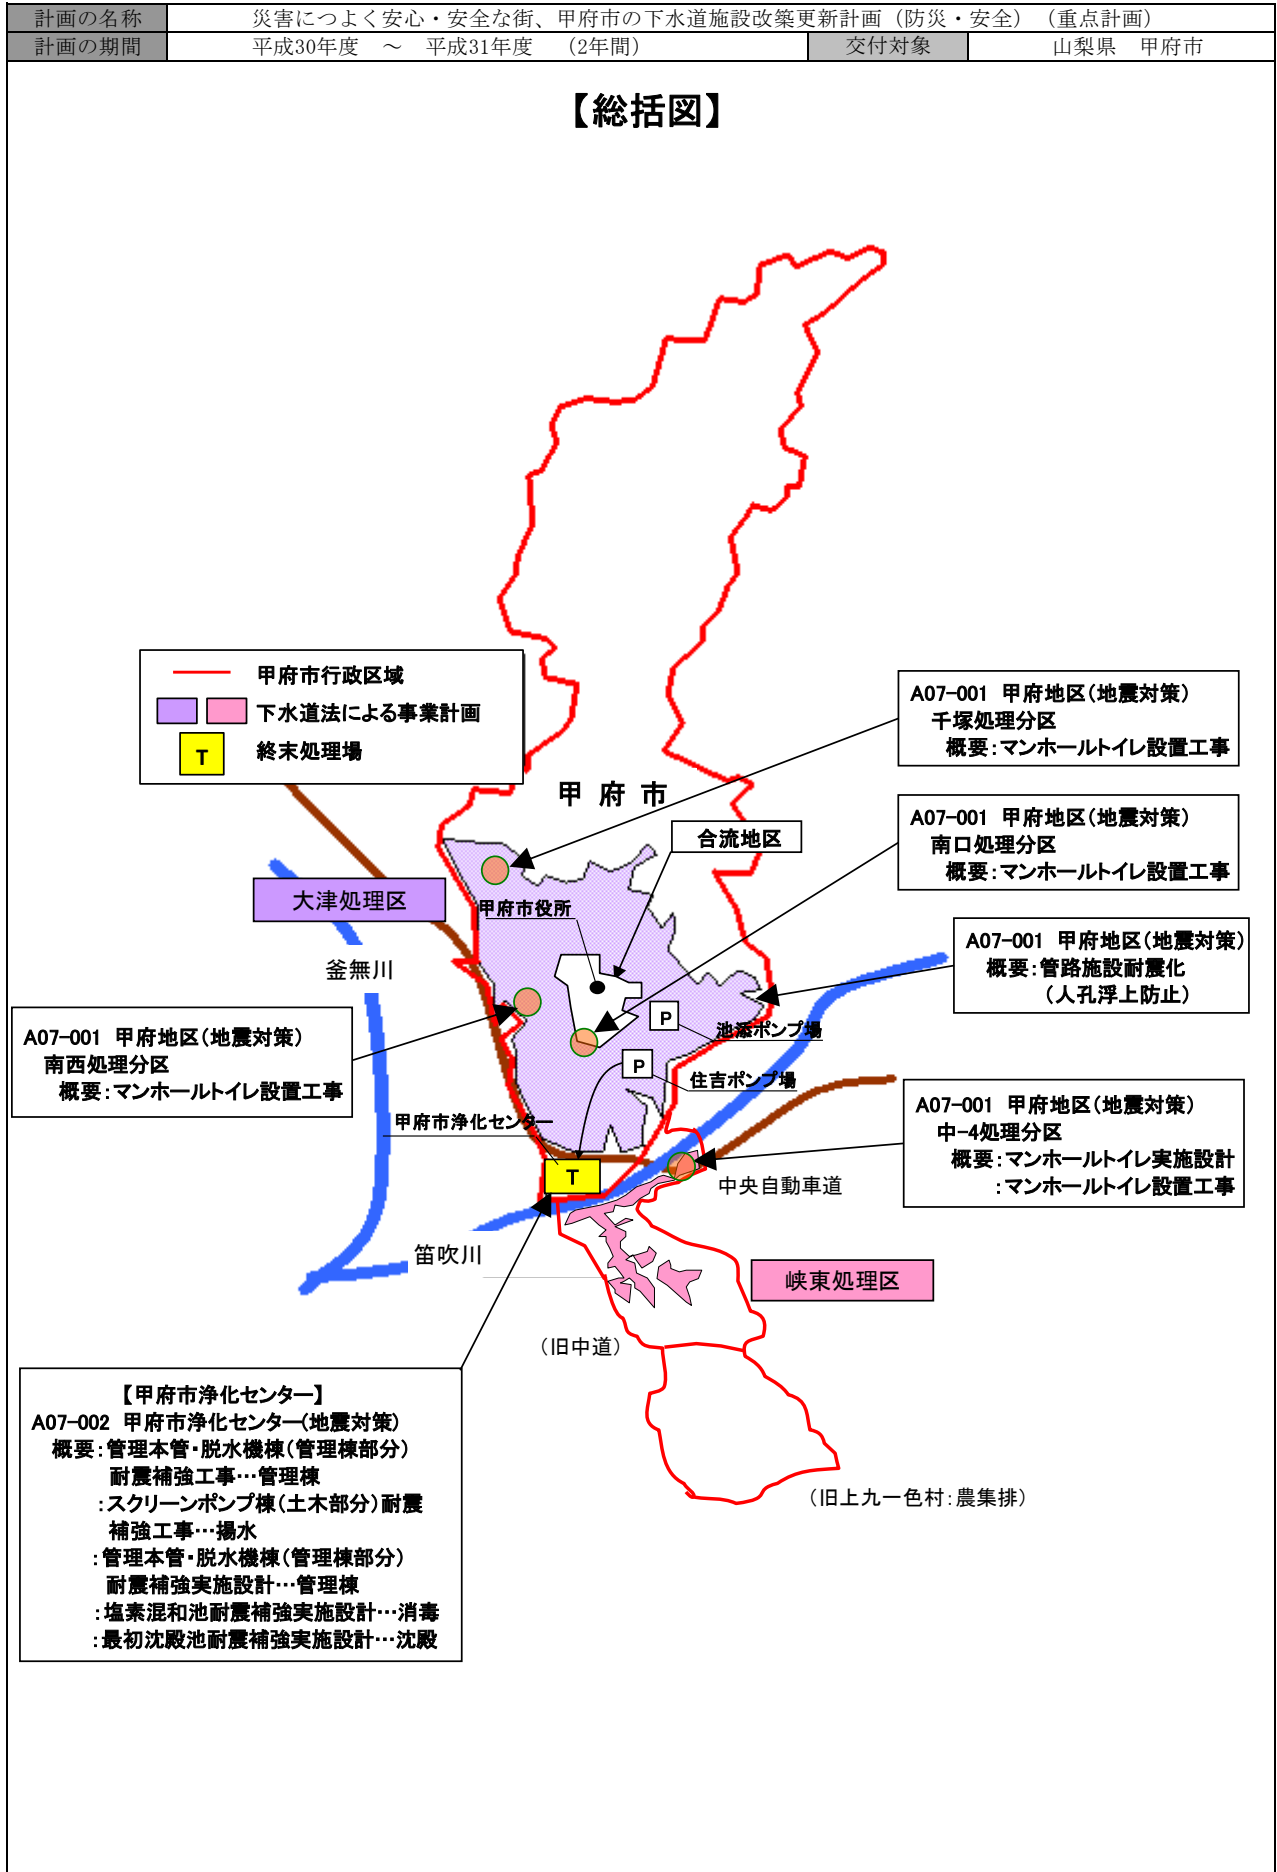 計画の名称
災害につよく安心・安全な街、甲府市の下水道施設改築更新計画（防災・安全）（重点計画）
計画の期間
平成30年度　～　平成31年度　（2年間）
交付対象
山梨県　甲府市
【総括図】
甲府市行政区域
下水道法による事業計画
T
終末処理場
A07-001 甲府地区（地震対策）
千塚処理分区
概要：マンホールトイレ設置工事
甲 府 市
A07-001 甲府地区（地震対策）
南口処理分区
概要：マンホールトイレ設置工事
合流地区
大津処理区
甲府市役所
釜無川
A07-001 甲府地区（地震対策）
概要：管路施設耐震化
（人孔浮上防止）
P
池添ポンプ場
A07-001 甲府地区（地震対策）
南西処理分区
概要：マンホールトイレ設置工事
P
住吉ポンプ場
甲府市浄化センター
A07-001 甲府地区（地震対策）
中-4処理分区
概要：マンホールトイレ実施設計
：マンホールトイレ設置工事
T
中央自動車道
笛吹川
峡東処理区
（旧中道）
【甲府市浄化センター】
A07-002 甲府市浄化センター（地震対策）
概要：管理本管・脱水機棟（管理棟部分）
耐震補強工事…管理棟
：スクリーンポンプ棟（土木部分）耐震
補強工事…揚水
：管理本管・脱水機棟（管理棟部分）
耐震補強実施設計…管理棟
：塩素混和池耐震補強実施設計…消毒
：最初沈殿池耐震補強実施設計…沈殿
（旧上九一色村：農集排）